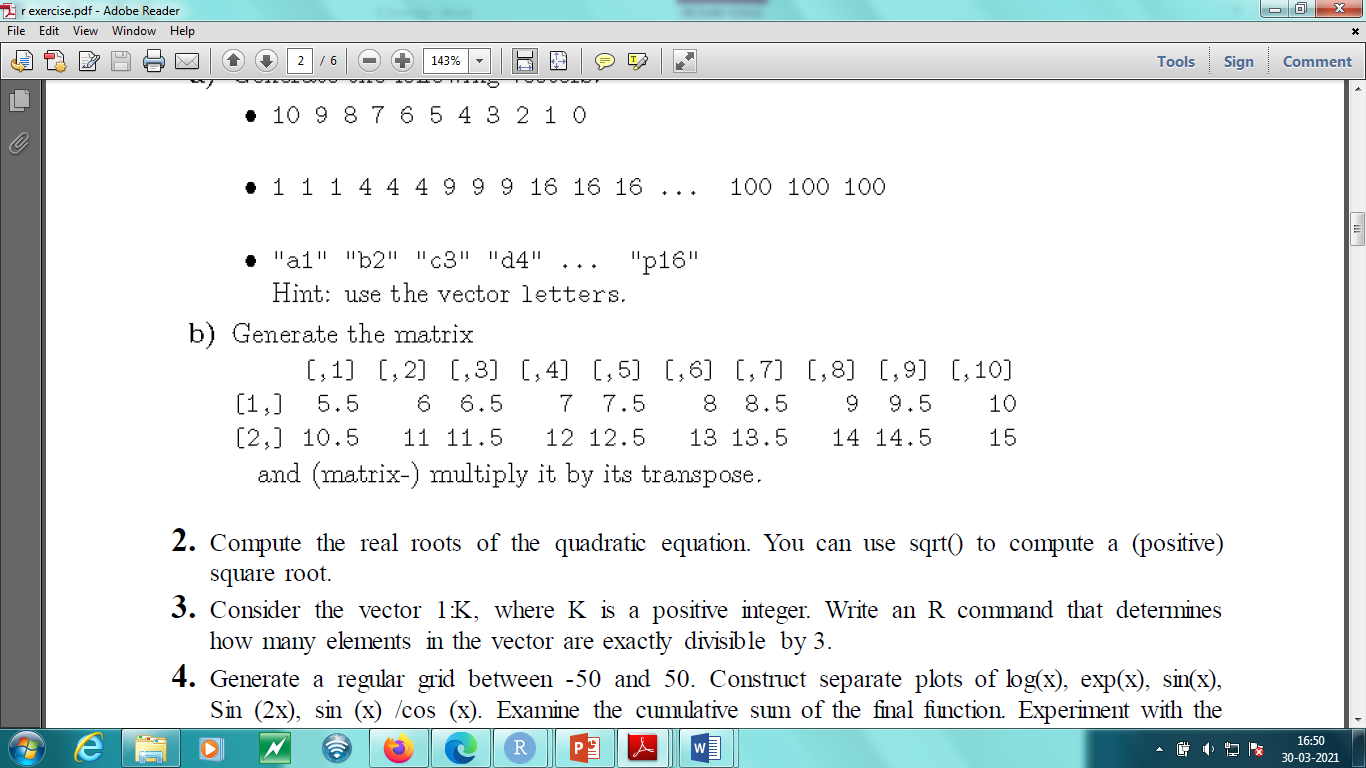 r exercise.pdf - Adobe Reader
File Edit View Window Help
2 / 6 143% Tools Sign Comment
a) Generate the following vectors.
• 10 9 8 7 6 5 4 3 2 1 0
• 1 1 1 4 4 4 9 9 9 16 16 16 ... 100 100 100
• "a1" "b2" "c3" "d4" ... "p16"
Hint: use the vector letters.
b) Generate the matrix
[,1] [,2] [,3] [,4] [,5] [,6] [,7] [,8] [,9] [,10]
[1,] 5.5 6 6.5 7 7.5 8 8.5 9 9.5 10
[2,] 10.5 11 11.5 12 12.5 13 13.5 14 14.5 15
and (matrix-) multiply it by its transpose.
2. Compute the real roots of the quadratic equation. You can use sqrt() to compute a (positive)
square root.
3. Consider the vector 1:K, where K is a positive integer. Write an R command that determines
how many elements in the vector are exactly divisible by 3.
4. Generate a regular grid between -50 and 50. Construct separate plots of log(x), exp(x), sin(x),
Sin (2x), sin (x) /cos (x). Examine the cumulative sum of the final function. Experiment with the
16:50
30-03-2021